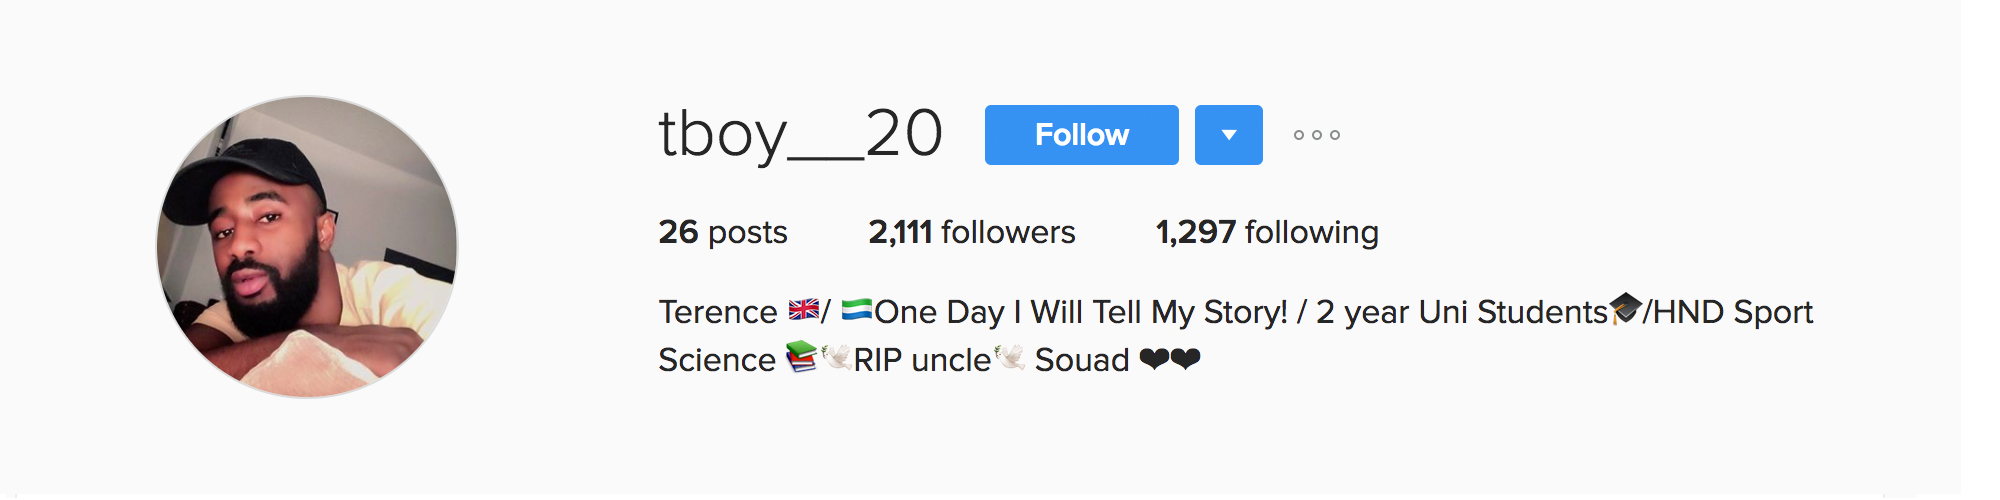 tboy__20 Follow
26 posts 2,111 followers 1,297 following
Terence 🇬🇧/ 🇸🇱One Day I Will Tell My Story! / 2 year Uni Students🎓/HND Sport
Science 📚🕊RIP uncle🕊 Souad ❤❤